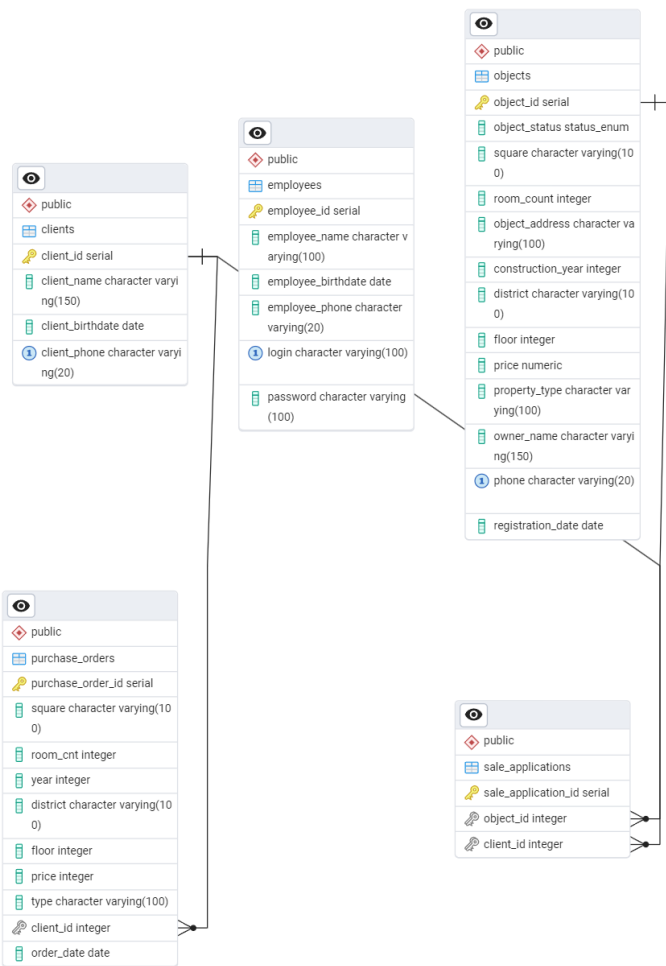 public
clients
client_id serial
client_name character varyi
ng(150)
client_birthdate date
client_phone character varyi
ng(20)
public
employees
employee_id serial
employee_name character v
arying(100)
employee_birthdate date
employee_phone character
varying(20)
login character varying(100)
password character varying
(100)
public
objects
object_id serial
object_status status_enum
square character varying(10
0)
room_count integer
object_address character va
rying(100)
construction_year integer
district character varying(10
0)
floor integer
price numeric
property_type character var
ying(100)
owner_name character varyi
ng(150)
phone character varying(20)
registration_date date
public
purchase_orders
purchase_order_id serial
square character varying(10
0)
room_cnt integer
year integer
district character varying(10
0)
floor integer
price integer
type character varying(100)
client_id integer
order_date date
public
sale_applications
sale_application_id serial
object_id integer
client_id integer